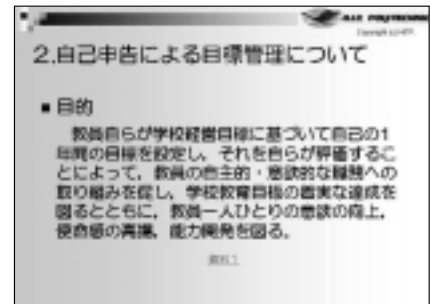 2.自己申告による目標管理について
■ 目的
教員自らが学校経営目標に基づいて自己の1
年間の目標を設定し、それを自らが評価するこ
とによって、教員の自主的・意欲的な職務への
取り組みを促し、学校教育目標の着実な達成を
図るとともに、教員一人ひとりの意欲の向上、
使命感の高揚、能力開発を図る。
資料1